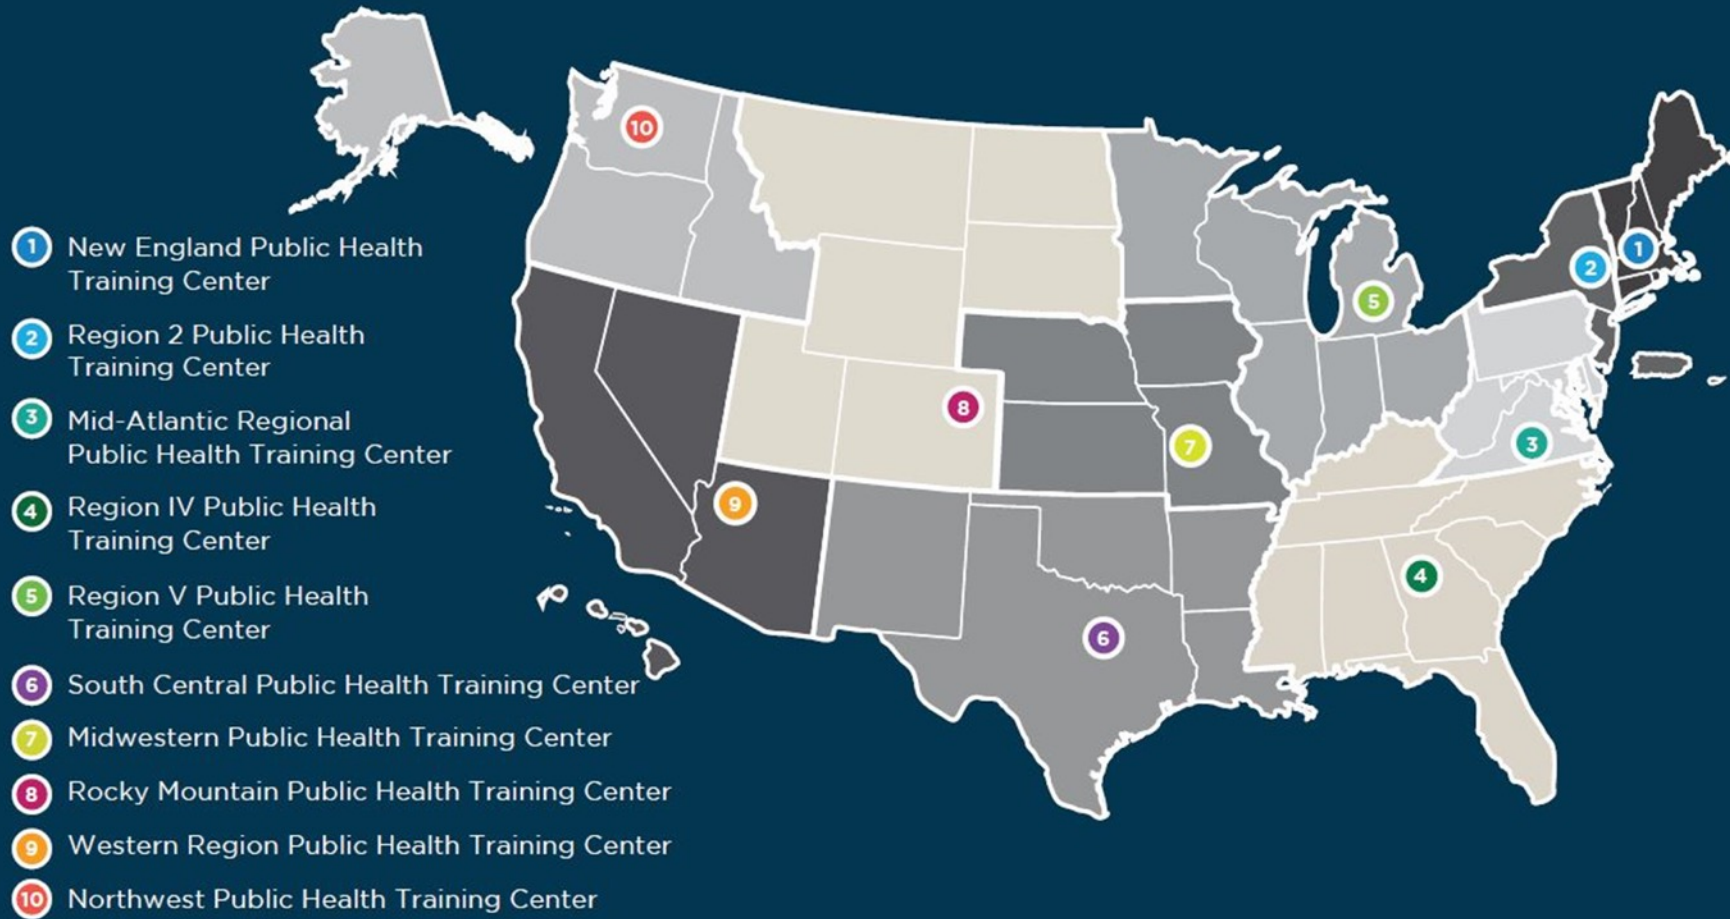 1 New England Public Health
Training Center
2 Region 2 Public Health
Training Center
3 Mid-Atlantic Regional
Public Health Training Center
4 Region IV Public Health
Training Center
5 Region V Public Health
Training Center
6 South Central Public Health Training Center
7 Midwestern Public Health Training Center
8 Rocky Mountain Public Health Training Center
9 Western Region Public Health Training Center
10 Northwest Public Health Training Center
10
1
2
5
8
3
7
9
4
6